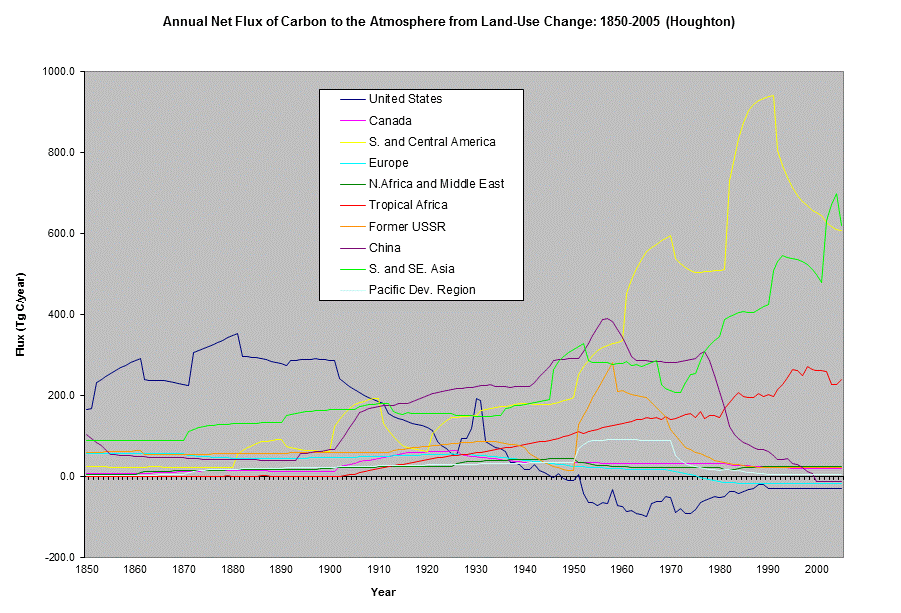 Annual Net Flux of Carbon to the Atmosphere from Land-Use Change: 1850-2005 (Houghton)
1000.0
800.0
600.0
400.0
200.0
0.0
-200.0
Flux (Tg C/year)
United States
Canada
S. and Central America
Europe
N.Africa and Middle East
Tropical Africa
Former USSR
China
S. and SE. Asia
Pacific Dev. Region
1850 1860 1870 1880 1890 1900 1910 1920 1930 1940 1950 1960 1970 1980 1990 2000
Year